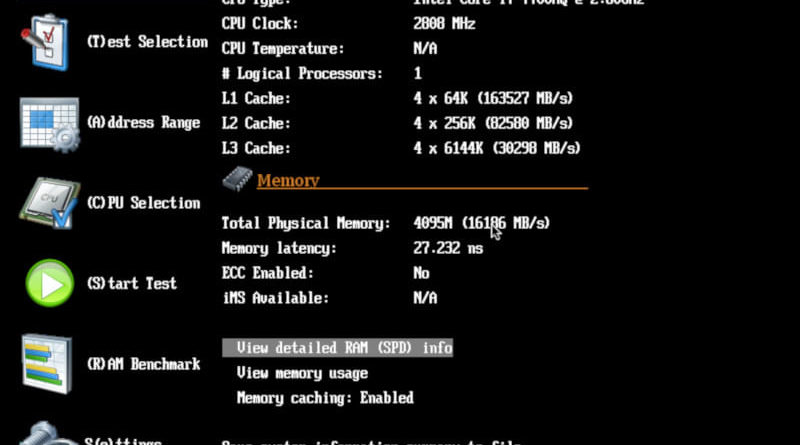 CPU Clock: 2808 MHz
(T)est Selection
CPU Temperature: N/A
# Logical Processors: 1
L1 Cache: 4 x 64K (163527 MB/s)
(A)ddress Range
L2 Cache: 4 x 256K (82580 MB/s)
L3 Cache: 4 x 6144K (30298 MB/s)
CPU
Memory
(C)PU Selection
Total Physical Memory: 4095M (16186 MB/s)
Memory latency: 27.232 ns
ECC Enabled: No
(S)tart Test
iMS Available: N/A
View detailed RAM (SPD) info
(R)AM Benchmark
View memory usage
Memory caching: Enabled